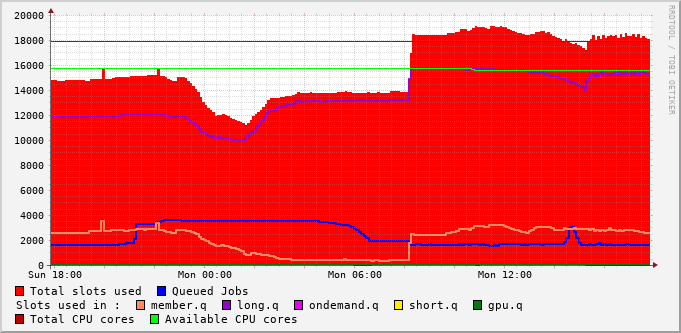 20000
18000
16000
14000
12000
10000
8000
6000
4000
2000
0
Sun 18:00 Mon 00:00 Mon 06:00 Mon 12:00
RRDTOOL / TOBI OETIKER
Total slots used Queued Jobs
Slots used in : member.q long.q ondemand.q short.q gpu.q
Total CPU cores Available CPU cores